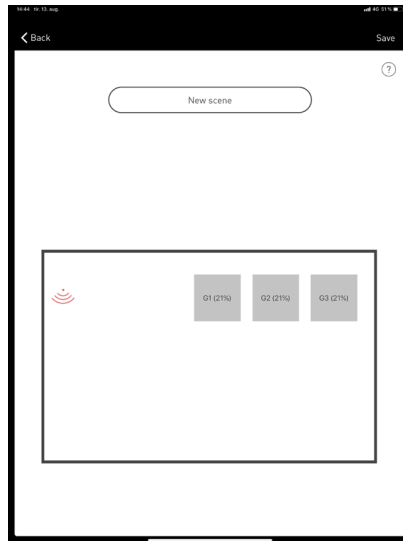 14:44 tir. 13. aug.
4G 51%
Back
Save
?
New scene
G1 (21%)
G2 (21%)
G3 (21%)